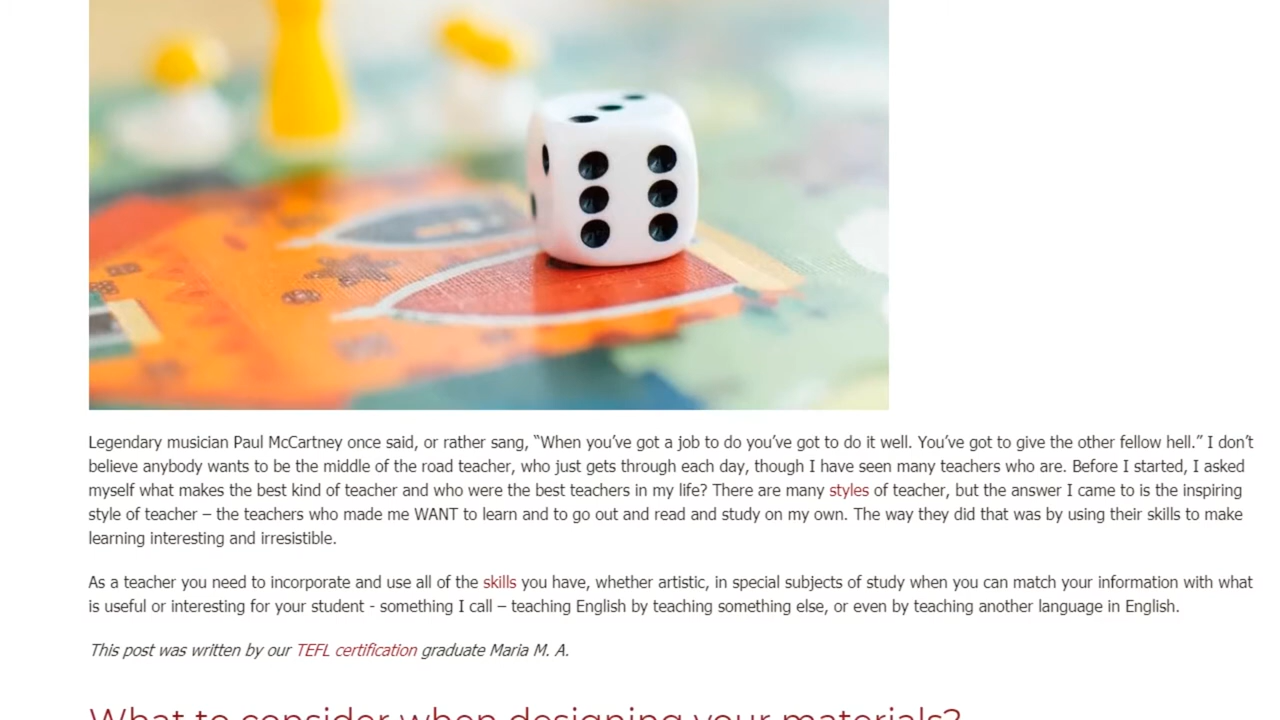 Legendary musician Paul McCartney once said, or rather sang, “When you’ve got a job to do you’ve got to do it well. You’ve got to give the other fellow hell.” I don’t
believe anybody wants to be the middle of the road teacher, who just gets through each day, though I have seen many teachers who are. Before I started, I asked
myself what makes the best kind of teacher and who were the best teachers in my life? There are many styles of teacher, but the answer I came to is the inspiring
style of teacher – the teachers who made me WANT to learn and to go out and read and study on my own. The way they did that was by using their skills to make
learning interesting and irresistible.
As a teacher you need to incorporate and use all of the skills you have, whether artistic, in special subjects of study when you can match your information with what
is useful or interesting for your student - something I call – teaching English by teaching something else, or even by teaching another language in English.
This post was written by our TEFL certification graduate Maria M. A.
What to consider when designing your materials?